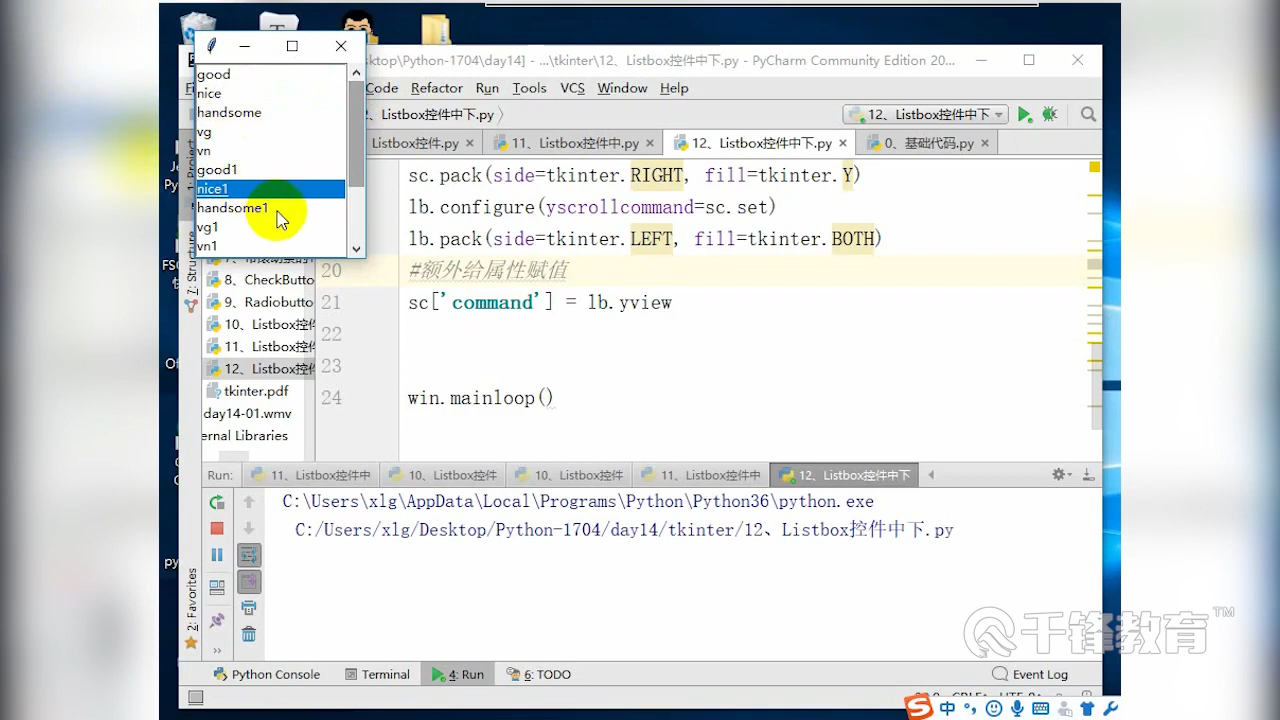 ktop\Python-1704\day14] - ...\tkinter\12、Listbox控件中下.py - PyCharm Community Edition 20...
good
nice
handsome
vg
vn
good1
nice1
handsome1
vg1
vn1
Code Refactor Run Tools VCS Window Help
2、Listbox控件中下.py
12、Listbox控件中下
Listbox控件.py
11、Listbox控件中.py
12、Listbox控件中下.py
0、基础代码.py
sc.pack(side=tkinter.RIGHT, fill=tkinter.Y)
lb.configure(yscrollcommand=sc.set)
lb.pack(side=tkinter.LEFT, fill=tkinter.BOTH)
20 #额外给属性赋值
21 sc['command'] = lb.yview
22
23
24 win.mainloop()
1: Project
7: Structure
8、CheckButto
9、Radiobutto
10、Listbox控件
11、Listbox控件
12、Listbox控件
tkinter.pdf
day14-01.wmv
ernal Libraries
Run: 11、Listbox控件中 10、Listbox控件 10、Listbox控件 11、Listbox控件中 12、Listbox控件中下
C:\Users\xlg\AppData\Local\Programs\Python\Python36\python.exe
C:/Users/xlg/Desktop/Python-1704/day14/tkinter/12、Listbox控件中下.py
2: Favorites
千锋教育™
Python Console Terminal 4: Run 6: TODO Event Log
中